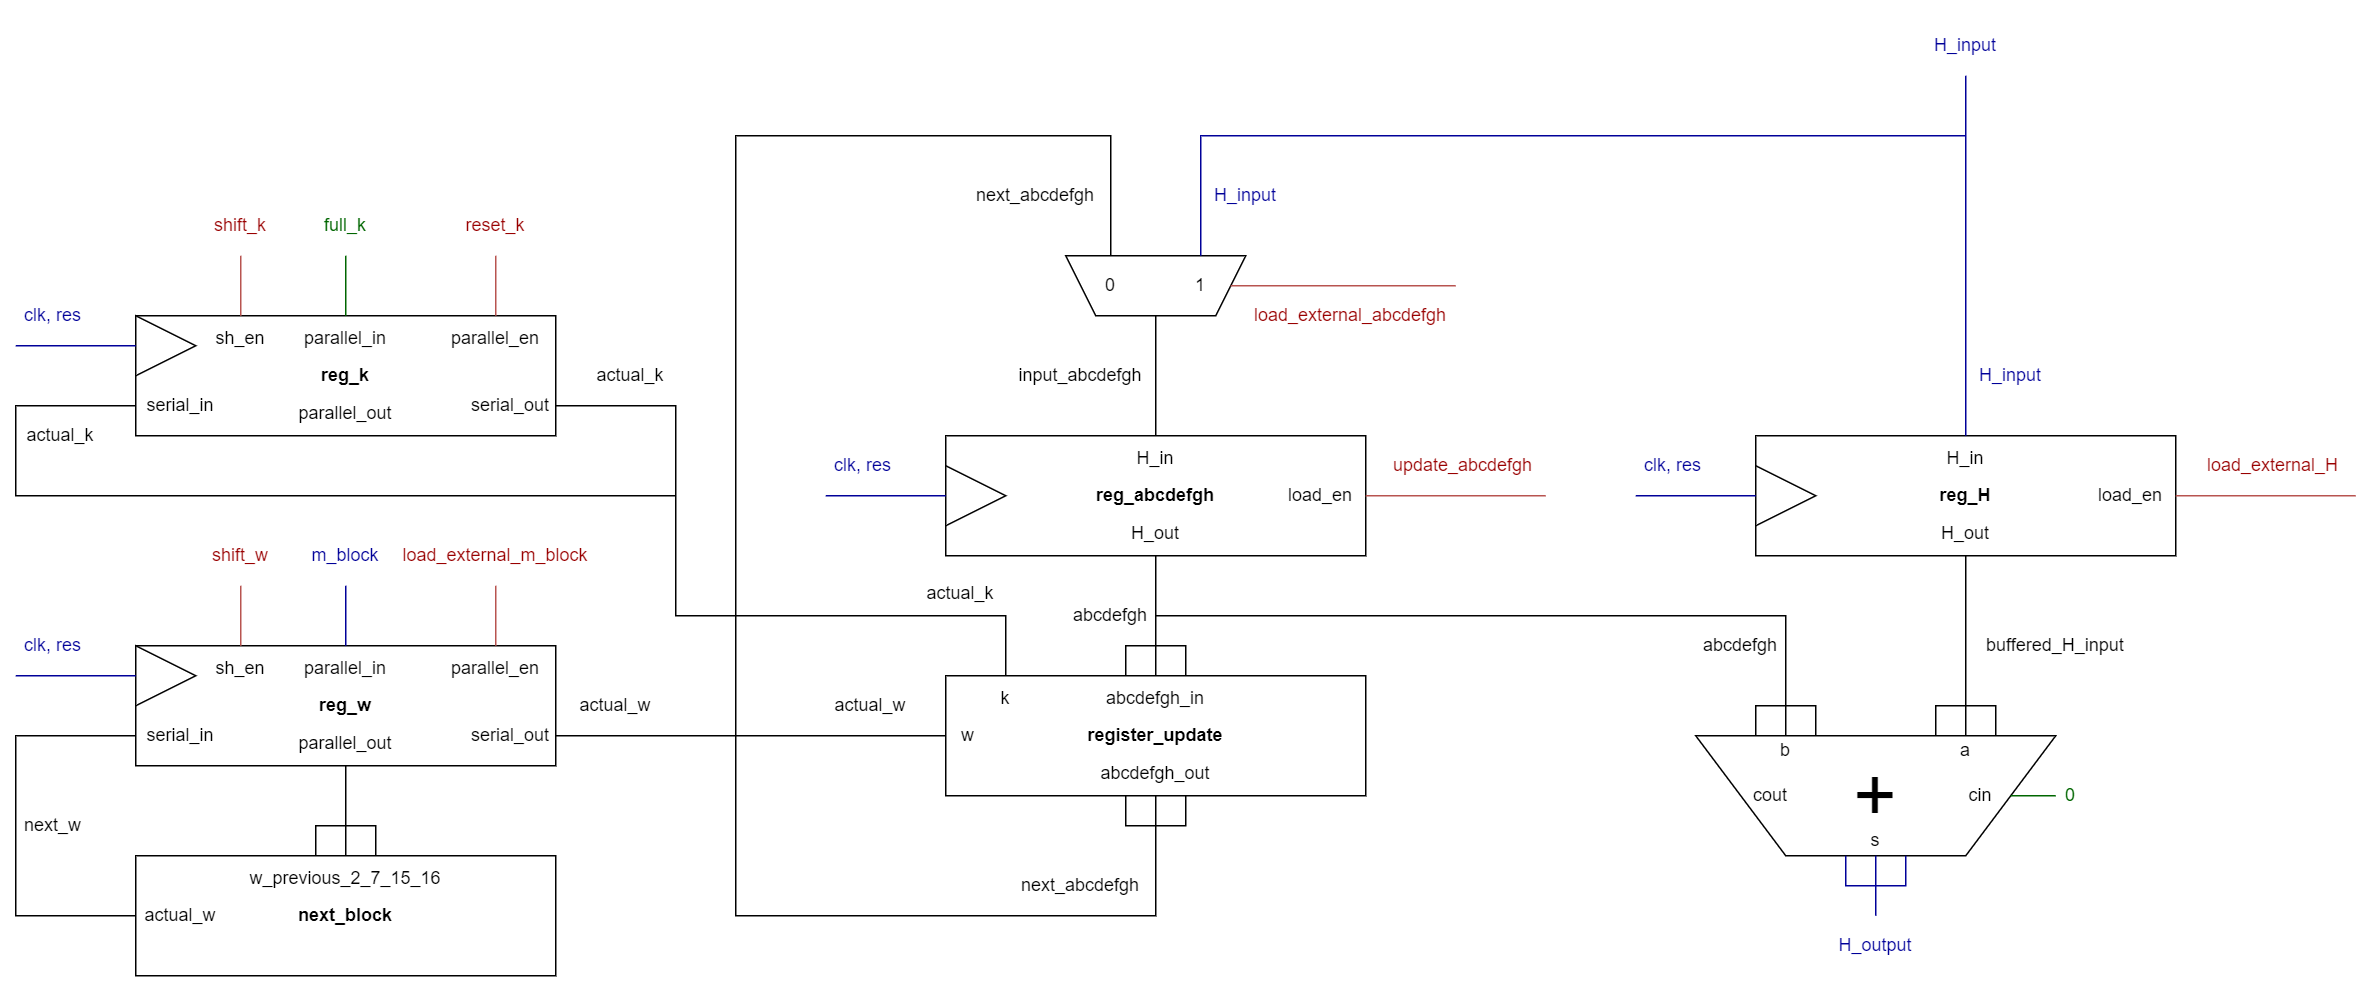 H_input
next_abcdefgh
H_input
shift_k
full_k
reset_k
0
1
load_external_abcdefgh
clk, res
sh_en
parallel_in
parallel_en
reg_k
serial_in
parallel_out
serial_out
actual_k
actual_k
input_abcdefgh
H_input
clk, res
H_in
reg_abcdefgh
load_en
H_out
update_abcdefgh
clk, res
H_in
reg_H
load_en
H_out
load_external_H
shift_w
m_block
load_external_m_block
clk, res
sh_en
parallel_in
parallel_en
reg_w
serial_in
parallel_out
serial_out
actual_w
actual_w
actual_k
abcdefgh
abcdefgh
buffered_H_input
k
abcdefgh_in
w
register_update
abcdefgh_out
b
a
cout
+
cin
0
s
next_w
w_previous_2_7_15_16
actual_w
next_block
next_abcdefgh
H_output